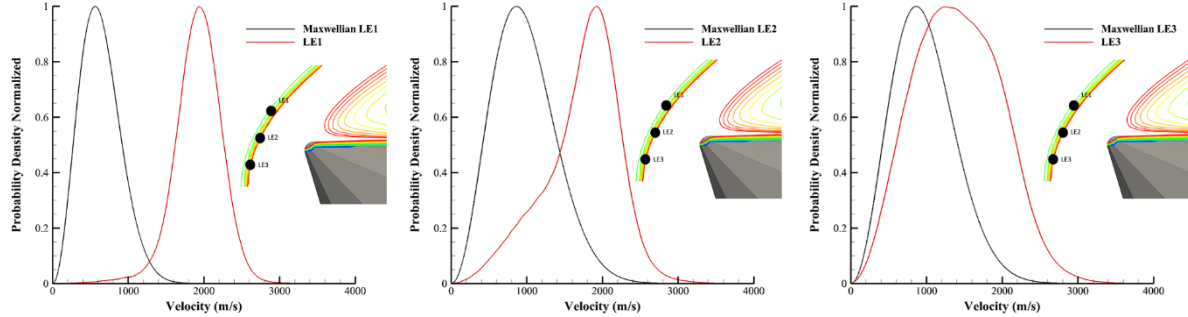 1
0.8
0.6
0.4
0.2
0
Probability Density Normalized
Maxwellian LE1
LE1
LE1
LE2
LE3
0 1000 2000 3000 4000
Velocity (m/s)
1
0.8
0.6
0.4
0.2
0
Probability Density Normalized
Maxwellian LE2
LE2
LE1
LE2
LE3
0 1000 2000 3000 4000
Velocity (m/s)
1
0.8
0.6
0.4
0.2
0
Probability Density Normalized
Maxwellian LE3
LE3
LE1
LE2
LE3
0 1000 2000 3000 4000
Velocity (m/s)